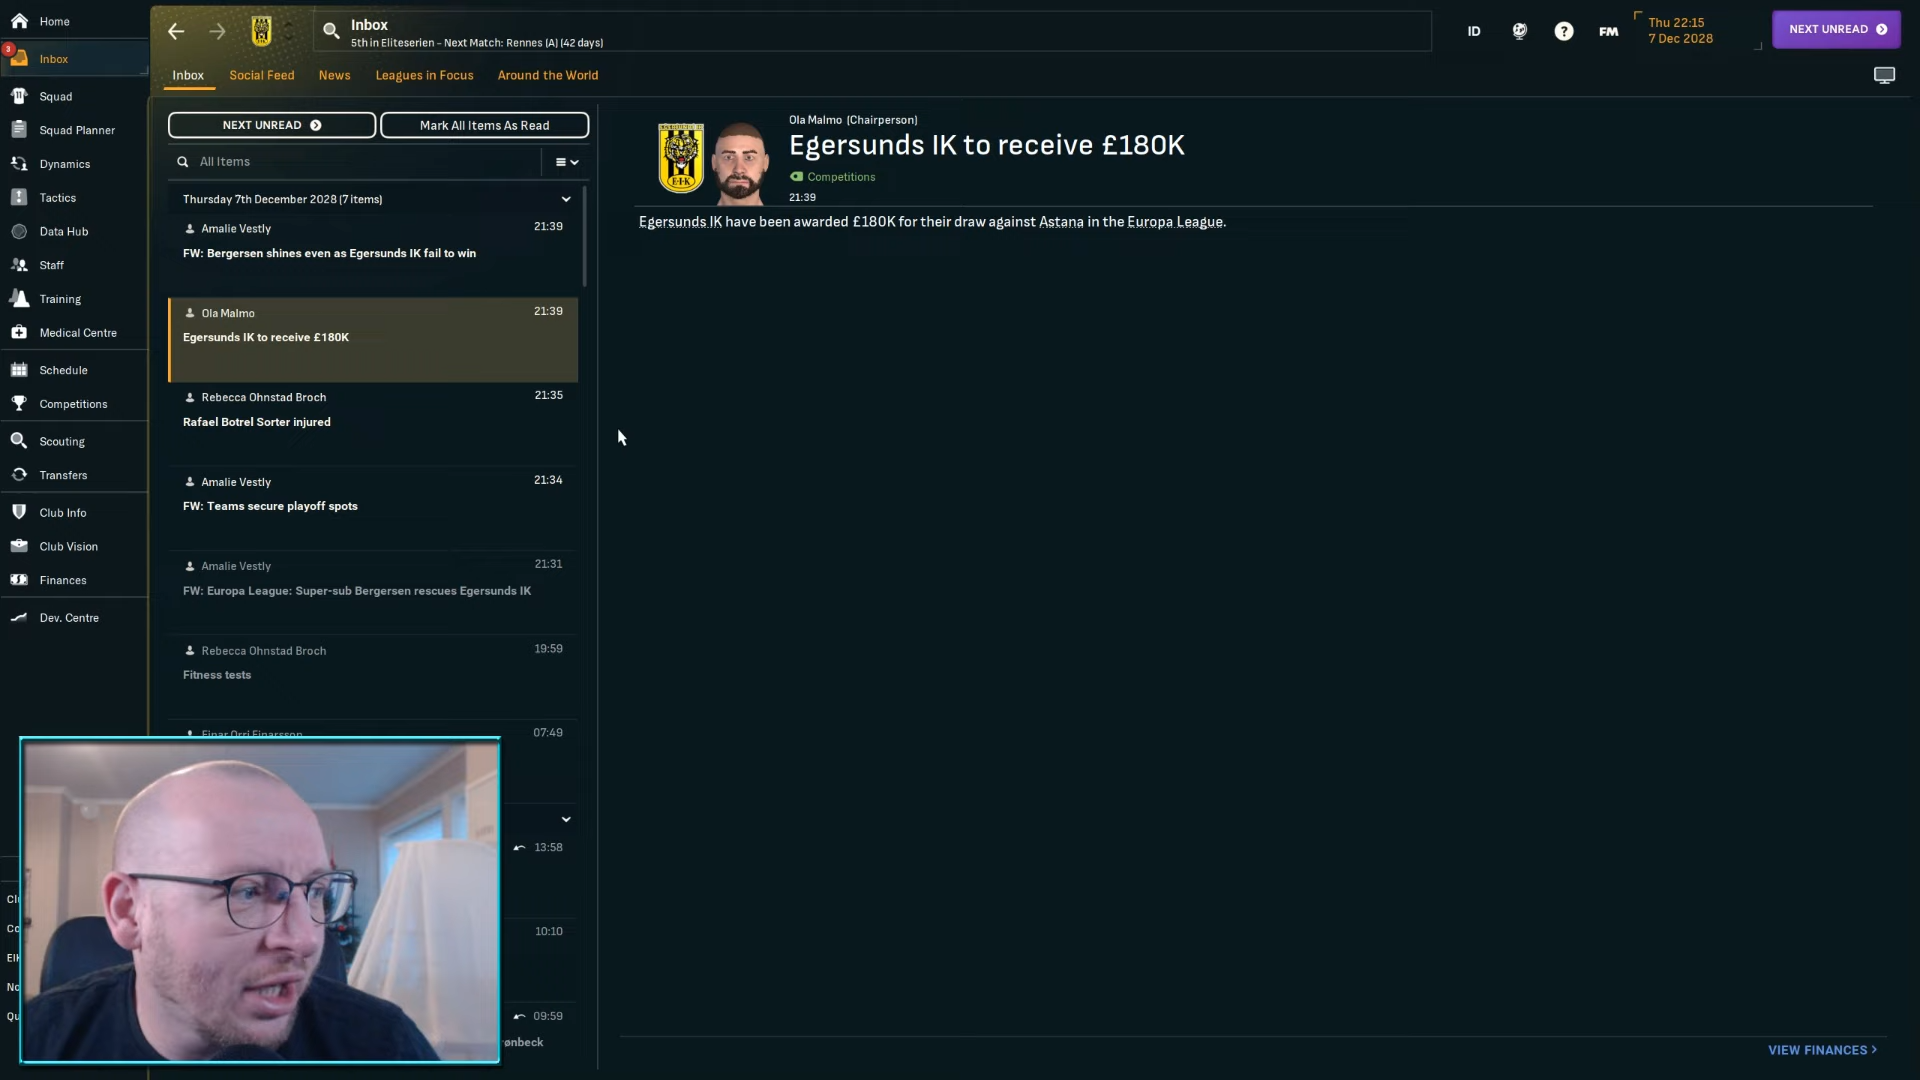 Home
3
Inbox
Squad
Squad Planner
Dynamics
Tactics
Data Hub
Staff
Training
Medical Centre
Schedule
Competitions
Scouting
Transfers
Club Info
Club Vision
Finances
Dev. Centre
Inbox
5th in Eliteserien - Next Match: Rennes (A) (42 days)
ID
FM
Thu 22:15
7 Dec 2028
NEXT UNREAD
Inbox
Social Feed
News
Leagues in Focus
Around the World
NEXT UNREAD
Mark All Items As Read
All Items
Thursday 7th December 2028 (7 items)
Amalie Vestly
21:39
FW: Bergersen shines even as Egersunds IK fail to win
Ola Malmo
21:39
Egersunds IK to receive £180K
Rebecca Ohnstad Broch
21:35
Rafael Botrel Sorter injured
Amalie Vestly
21:34
FW: Teams secure playoff spots
Amalie Vestly
21:31
FW: Europa League: Super-sub Bergersen rescues Egersunds IK
Rebecca Ohnstad Broch
19:59
Fitness tests
Einar Orri Einarsson
07:49
13:58
10:10
09:59
Ola Malmo (Chairperson)
Egersunds IK to receive £180K
Competitions
21:39
Egersunds IK have been awarded £180K for their draw against Astana in the Europa League.
VIEW FINANCES >